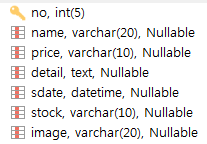 no, int(5)
name, varchar(20), Nullable
price, varchar(10), Nullable
detail, text, Nullable
sdate, datetime, Nullable
stock, varchar(10), Nullable
image, varchar(20), Nullable